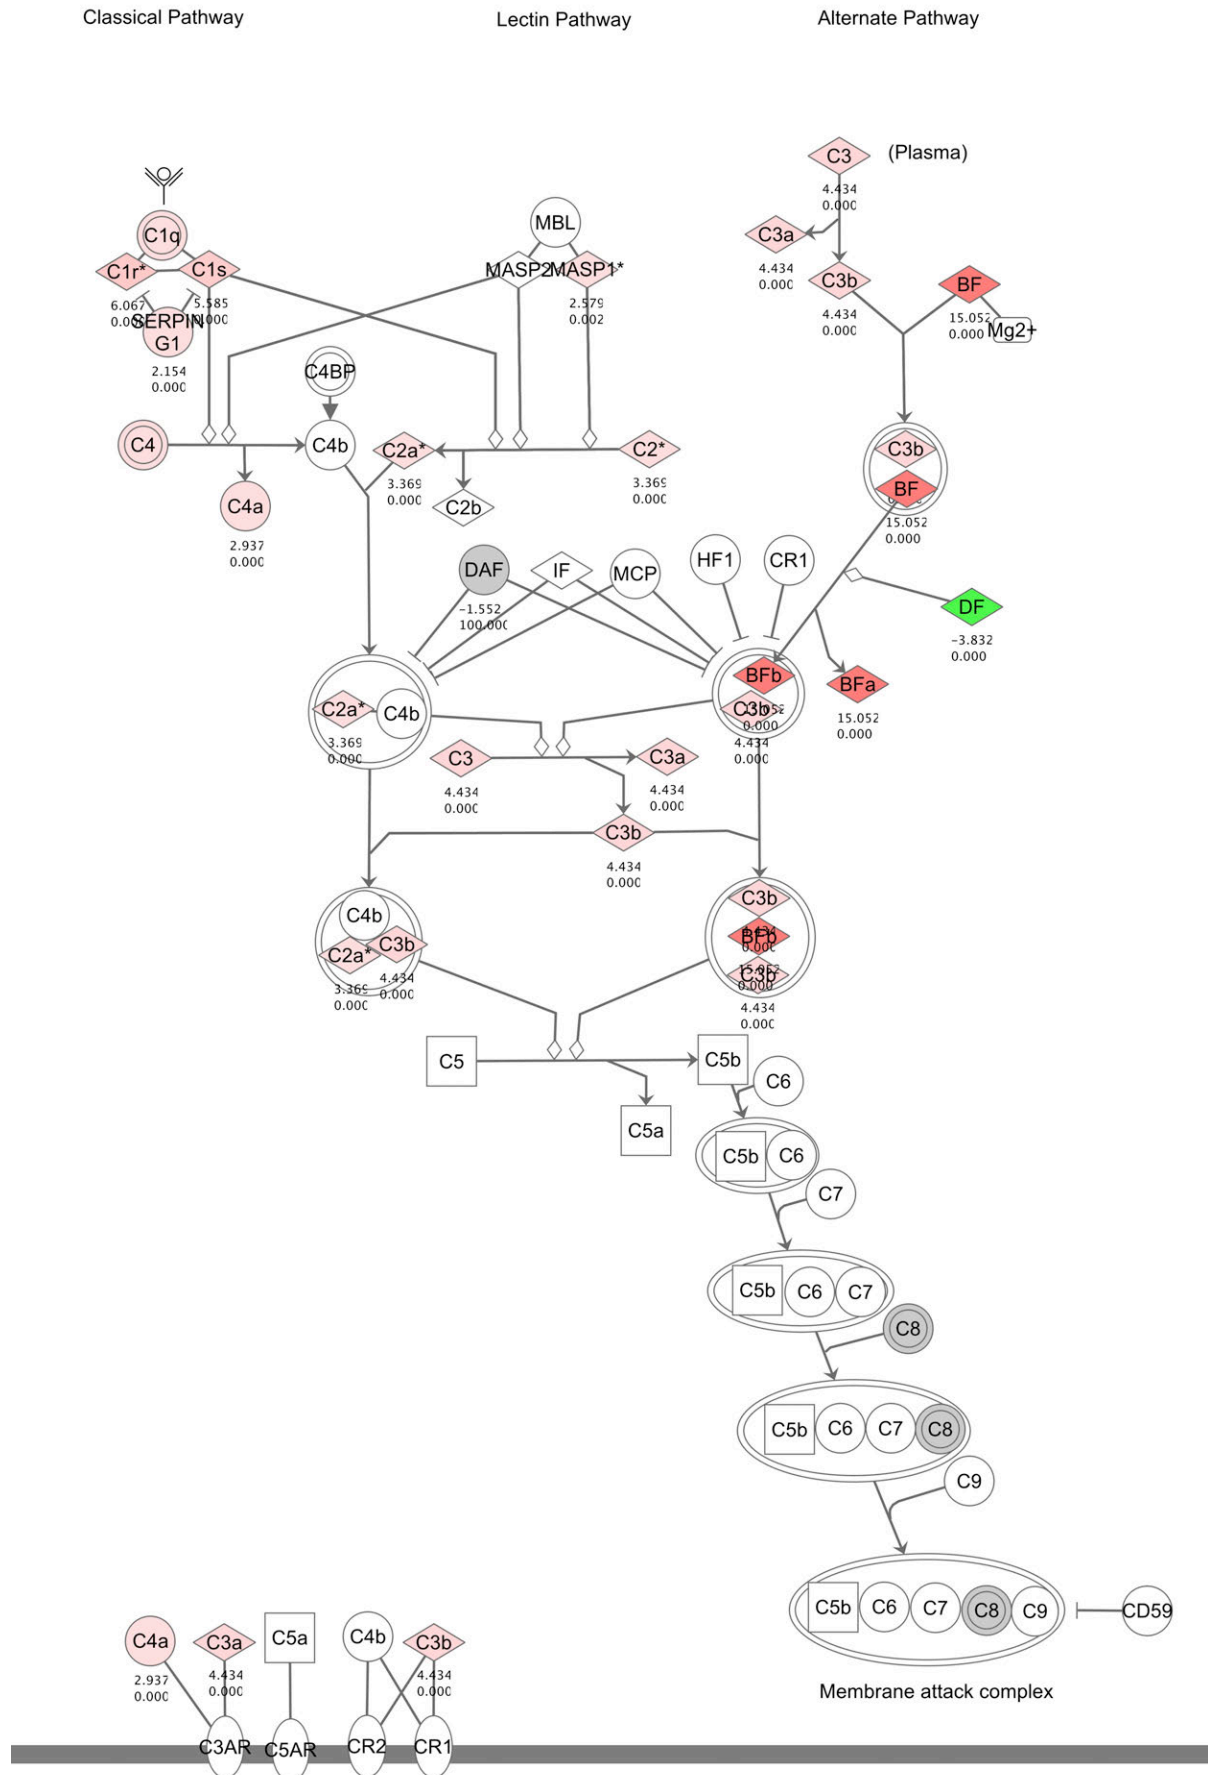 Classical Pathway
Lectin Pathway
Alternate Pathway
C3
(Plasma)
4.434
0.000
C1q
MBL
C3a
4.434
0.000
C1r*
C1s
MASP2
MASP1*
C3b
4.434
0.000
BF
15.052
0.000
Mg2+
6.067
5.585
0.000
2.579
0.002
SERPIN
G1
2.154
0.000
C4BP
C4
C4b
C2a*
3.369
0.000
C2*
3.369
0.000
C2b
C4a
2.937
0.000
C3b
BF
15.052
0.000
DAF
-1.552
100.000
IF
MCP
HF1
CR1
DF
-3.832
0.000
C2a*
C4b
3.369
0.000
BFb
C3b
0.000
4.434
0.000
BFa
15.052
0.000
C3
4.434
0.000
C3a
4.434
0.000
C3b
4.434
0.000
C4b
C2a*
C3b
3.369
0.000
4.434
0.000
C3b
BFb
C3b
4.434
0.000
C5
C5b
C6
C5a
C5b
C6
C7
C5b
C6
C7
C8
C5b
C6
C7
C8
C9
C5b
C6
C7
C8
C9
CD59
Membrane attack complex
C4a
2.937
0.000
C3a
4.434
0.000
C5a
C4b
C3b
4.434
0.000
C3AR
C5AR
CR2
CR1